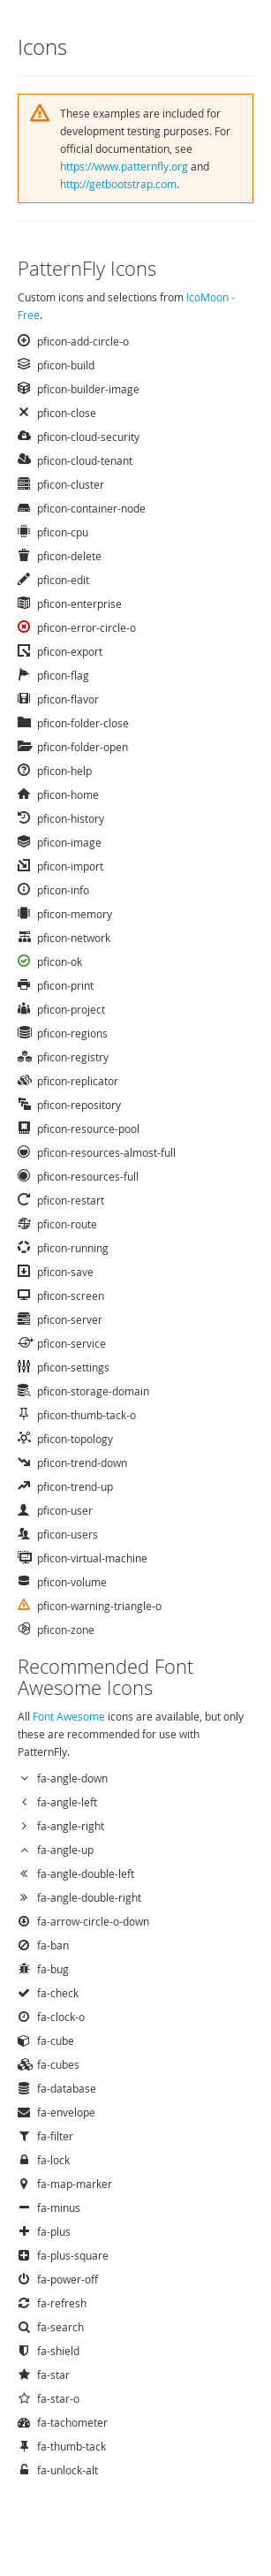 Icons
These examples are included for
development testing purposes. For
official documentation, see
https://www.patternfly.org and
http://getbootstrap.com.
PatternFly Icons
Custom icons and selections from IcoMoon -
Free.
pficon-add-circle-o
pficon-build
pficon-builder-image
pficon-close
pficon-cloud-security
pficon-cloud-tenant
pficon-cluster
pficon-container-node
pficon-cpu
pficon-delete
pficon-edit
pficon-enterprise
pficon-error-circle-o
pficon-export
pficon-flag
pficon-flavor
pficon-folder-close
pficon-folder-open
pficon-help
pficon-home
pficon-history
pficon-image
pficon-import
pficon-info
pficon-memory
pficon-network
pficon-ok
pficon-print
pficon-project
pficon-regions
pficon-registry
pficon-replicator
pficon-repository
pficon-resource-pool
pficon-resources-almost-full
pficon-resources-full
pficon-restart
pficon-route
pficon-running
pficon-save
pficon-screen
pficon-server
pficon-service
pficon-settings
pficon-storage-domain
pficon-thumb-tack-o
pficon-topology
pficon-trend-down
pficon-trend-up
pficon-user
pficon-users
pficon-virtual-machine
pficon-volume
pficon-warning-triangle-o
pficon-zone
Recommended Font
Awesome Icons
All Font Awesome icons are available, but only
these are recommended for use with
PatternFly.
fa-angle-down
fa-angle-left
fa-angle-right
fa-angle-up
fa-angle-double-left
fa-angle-double-right
fa-arrow-circle-o-down
fa-ban
fa-bug
fa-check
fa-clock-o
fa-cube
fa-cubes
fa-database
fa-envelope
fa-filter
fa-lock
fa-map-marker
fa-minus
fa-plus
fa-plus-square
fa-power-off
fa-refresh
fa-search
fa-shield
fa-star
fa-star-o
fa-tachometer
fa-thumb-tack
fa-unlock-alt